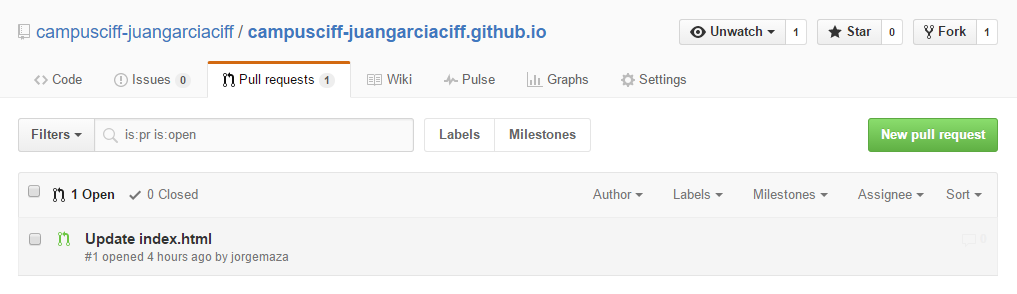 campusciff-juangarciaciff / campusciff-juangarciaciff.github.io Unwatch 1 Star 0 Fork 1
Code Issues 0 Pull requests 1 Wiki Pulse Graphs Settings
Filters is:pr is:open Labels Milestones New pull request
1 Open 0 Closed Author Labels Milestones Assignee Sort
Update index.html 0
#1 opened 4 hours ago by jorgemaza